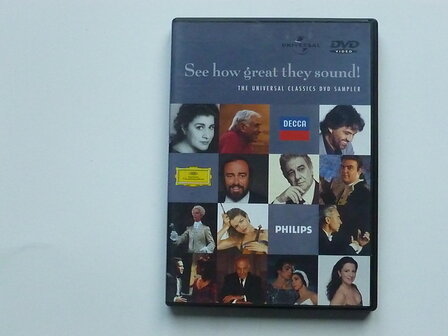 UNIVERSAL
DVD
VIDEO
See how great they sound!
THE UNIVERSAL CLASSICS DVD SAMPLER
DECCA
PHILIPS